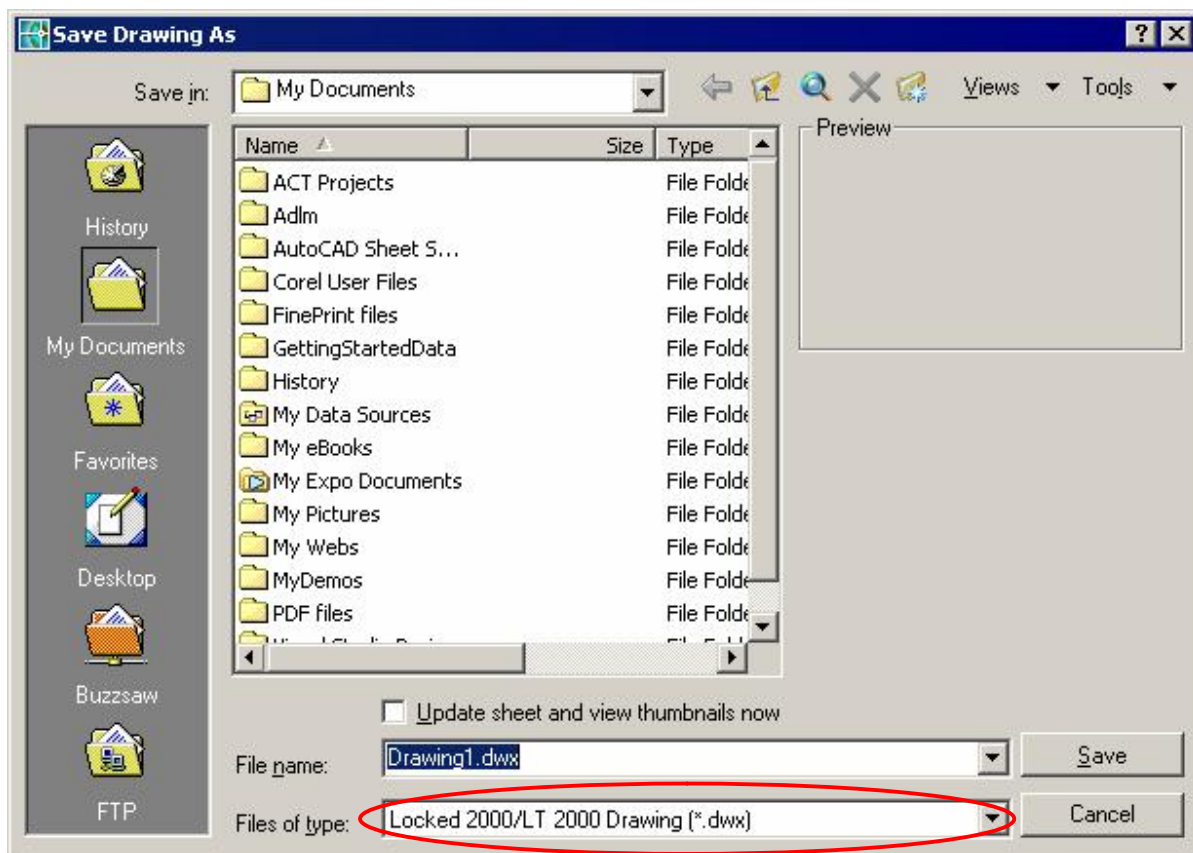 Save Drawing As
Save in: My Documents Views Tools
Name Size Type
Preview
ACT Projects File Folde
Adlm File Folde
AutoCAD Sheet S... File Folde
Corel User Files File Folde
FinePrint files File Folde
GettingStartedData File Folde
History File Folde
My Data Sources File Folde
My eBooks File Folde
My Expo Documents File Folde
My Pictures File Folde
My Webs File Folde
MyDemos File Folde
PDF files File Folde
History
My Documents
Favorites
Desktop
Buzzsaw
FTP
Update sheet and view thumbnails now
File name: Drawing1.dwx Save
Files of type: Locked 2000/LT 2000 Drawing (*.dwx) Cancel